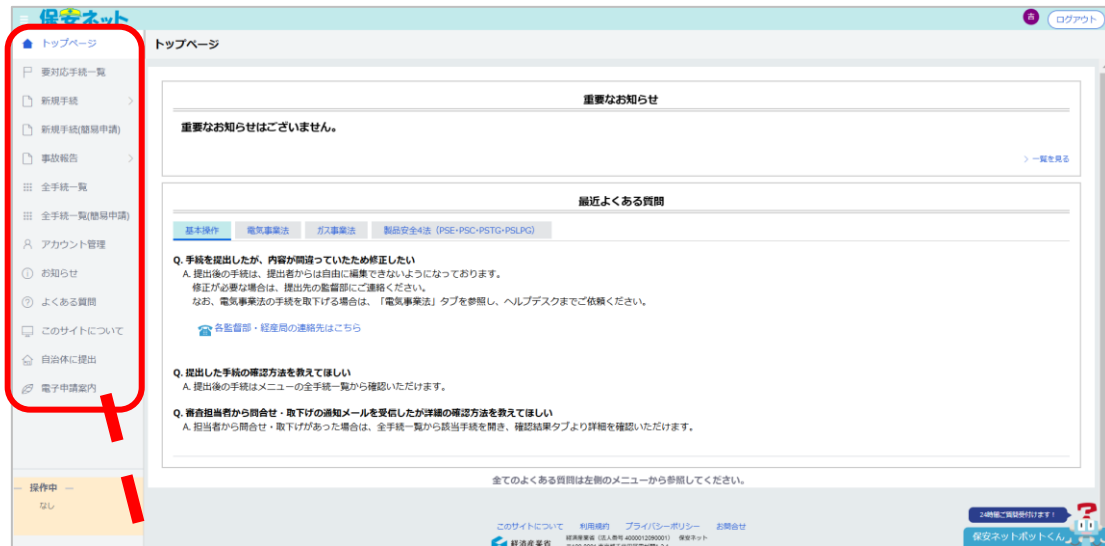 保安ネット
吉
ログアウト
トップページ
要対応手続一覧
新規手続
新規手続(簡易申請)
事故報告
全手続一覧
全手続一覧(簡易申請)
アカウント管理
お知らせ
よくある質問
このサイトについて
自治体に提出
電子申請案内
操作中
なし
トップページ
重要なお知らせ
重要なお知らせはございません。
一覧を見る
最近よくある質問
基本操作 電気事業法 ガス事業法 製品安全4法（PSE・PSC・PSTG・PSLPG）
Q. 手続を提出したが、内容が間違っていたため修正したい
A. 提出後の手続は、提出者からは自由に編集できないようになっております。
修正が必要な場合は、提出先の監督部にご連絡ください。
なお、電気事業法の手続を取下げる場合は、「電気事業法」タブを参照し、ヘルプデスクまでご依頼ください。
各監督部・経産局の連絡先はこちら
Q. 提出した手続の確認方法を教えてほしい
A. 提出後の手続はメニューの全手続一覧から確認いただけます。
Q. 審査担当者から問合せ・取下げの通知メールを受信したが詳細の確認方法を教えてほしい
A. 担当者から問合せ・取下げがあった場合は、全手続一覧から該当手続を開き、確認結果タブより詳細を確認いただけます。
全てのよくある質問は左側のメニューから参照してください。
このサイトについて 利用規約 プライバシーポリシー お問合せ
経済産業省 経済産業省（法人番号 4000012090001） 保安ネット
24時間ご質問受付けます！
保安ネットボットくん